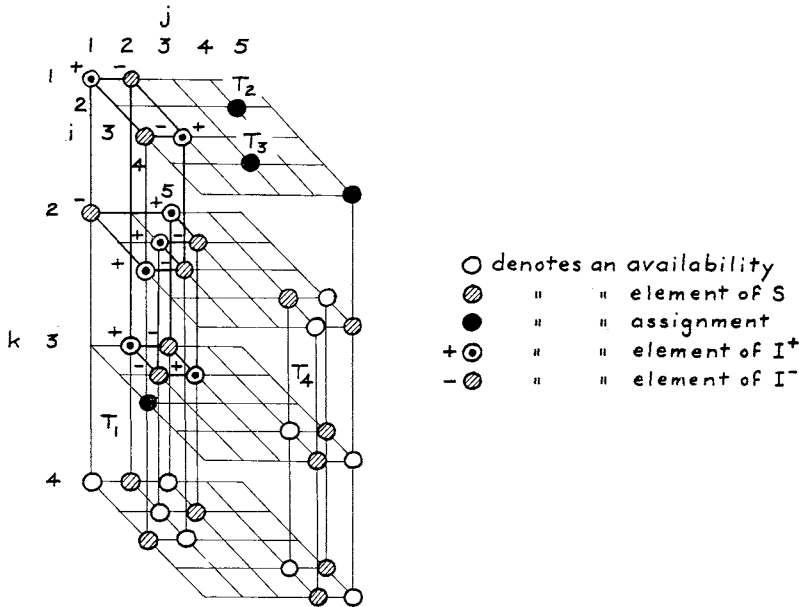 j
1 2 3 4 5
1 + -
T2
2
i 3 - +
T3
4
2 - + 5
+ -
+ -
k 3 + -
- + T4
T1
4
○ denotes an availability
" " element of S
● " " assignment
+ ⊙ " " element of I⁺
- " " element of I⁻